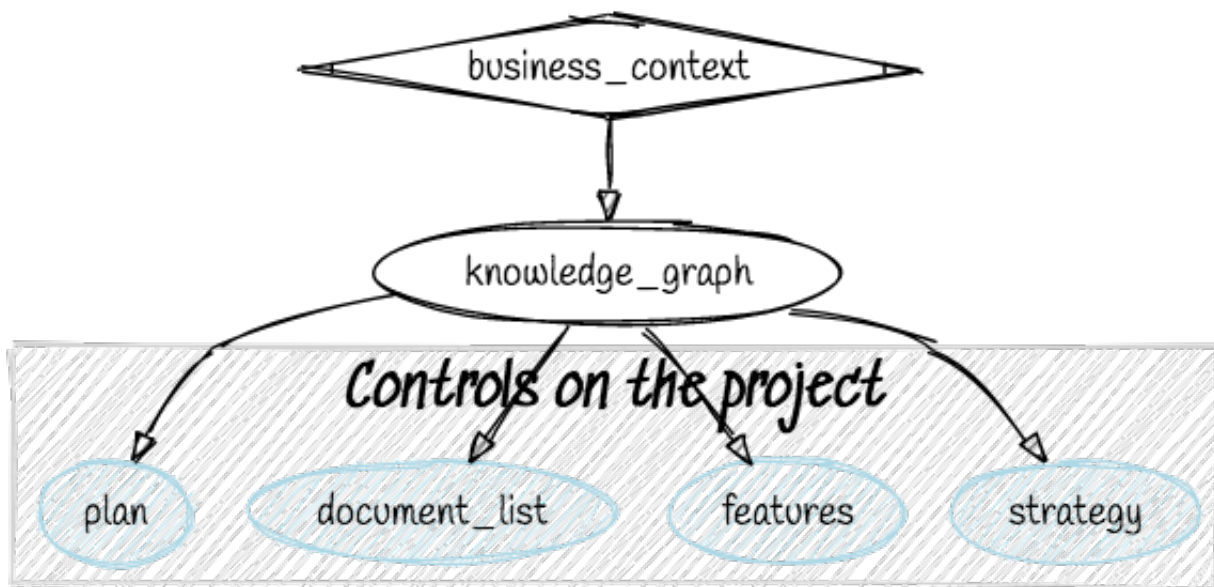 business_context
knowledge_graph
Controls on the project
plan
document_list
features
strategy